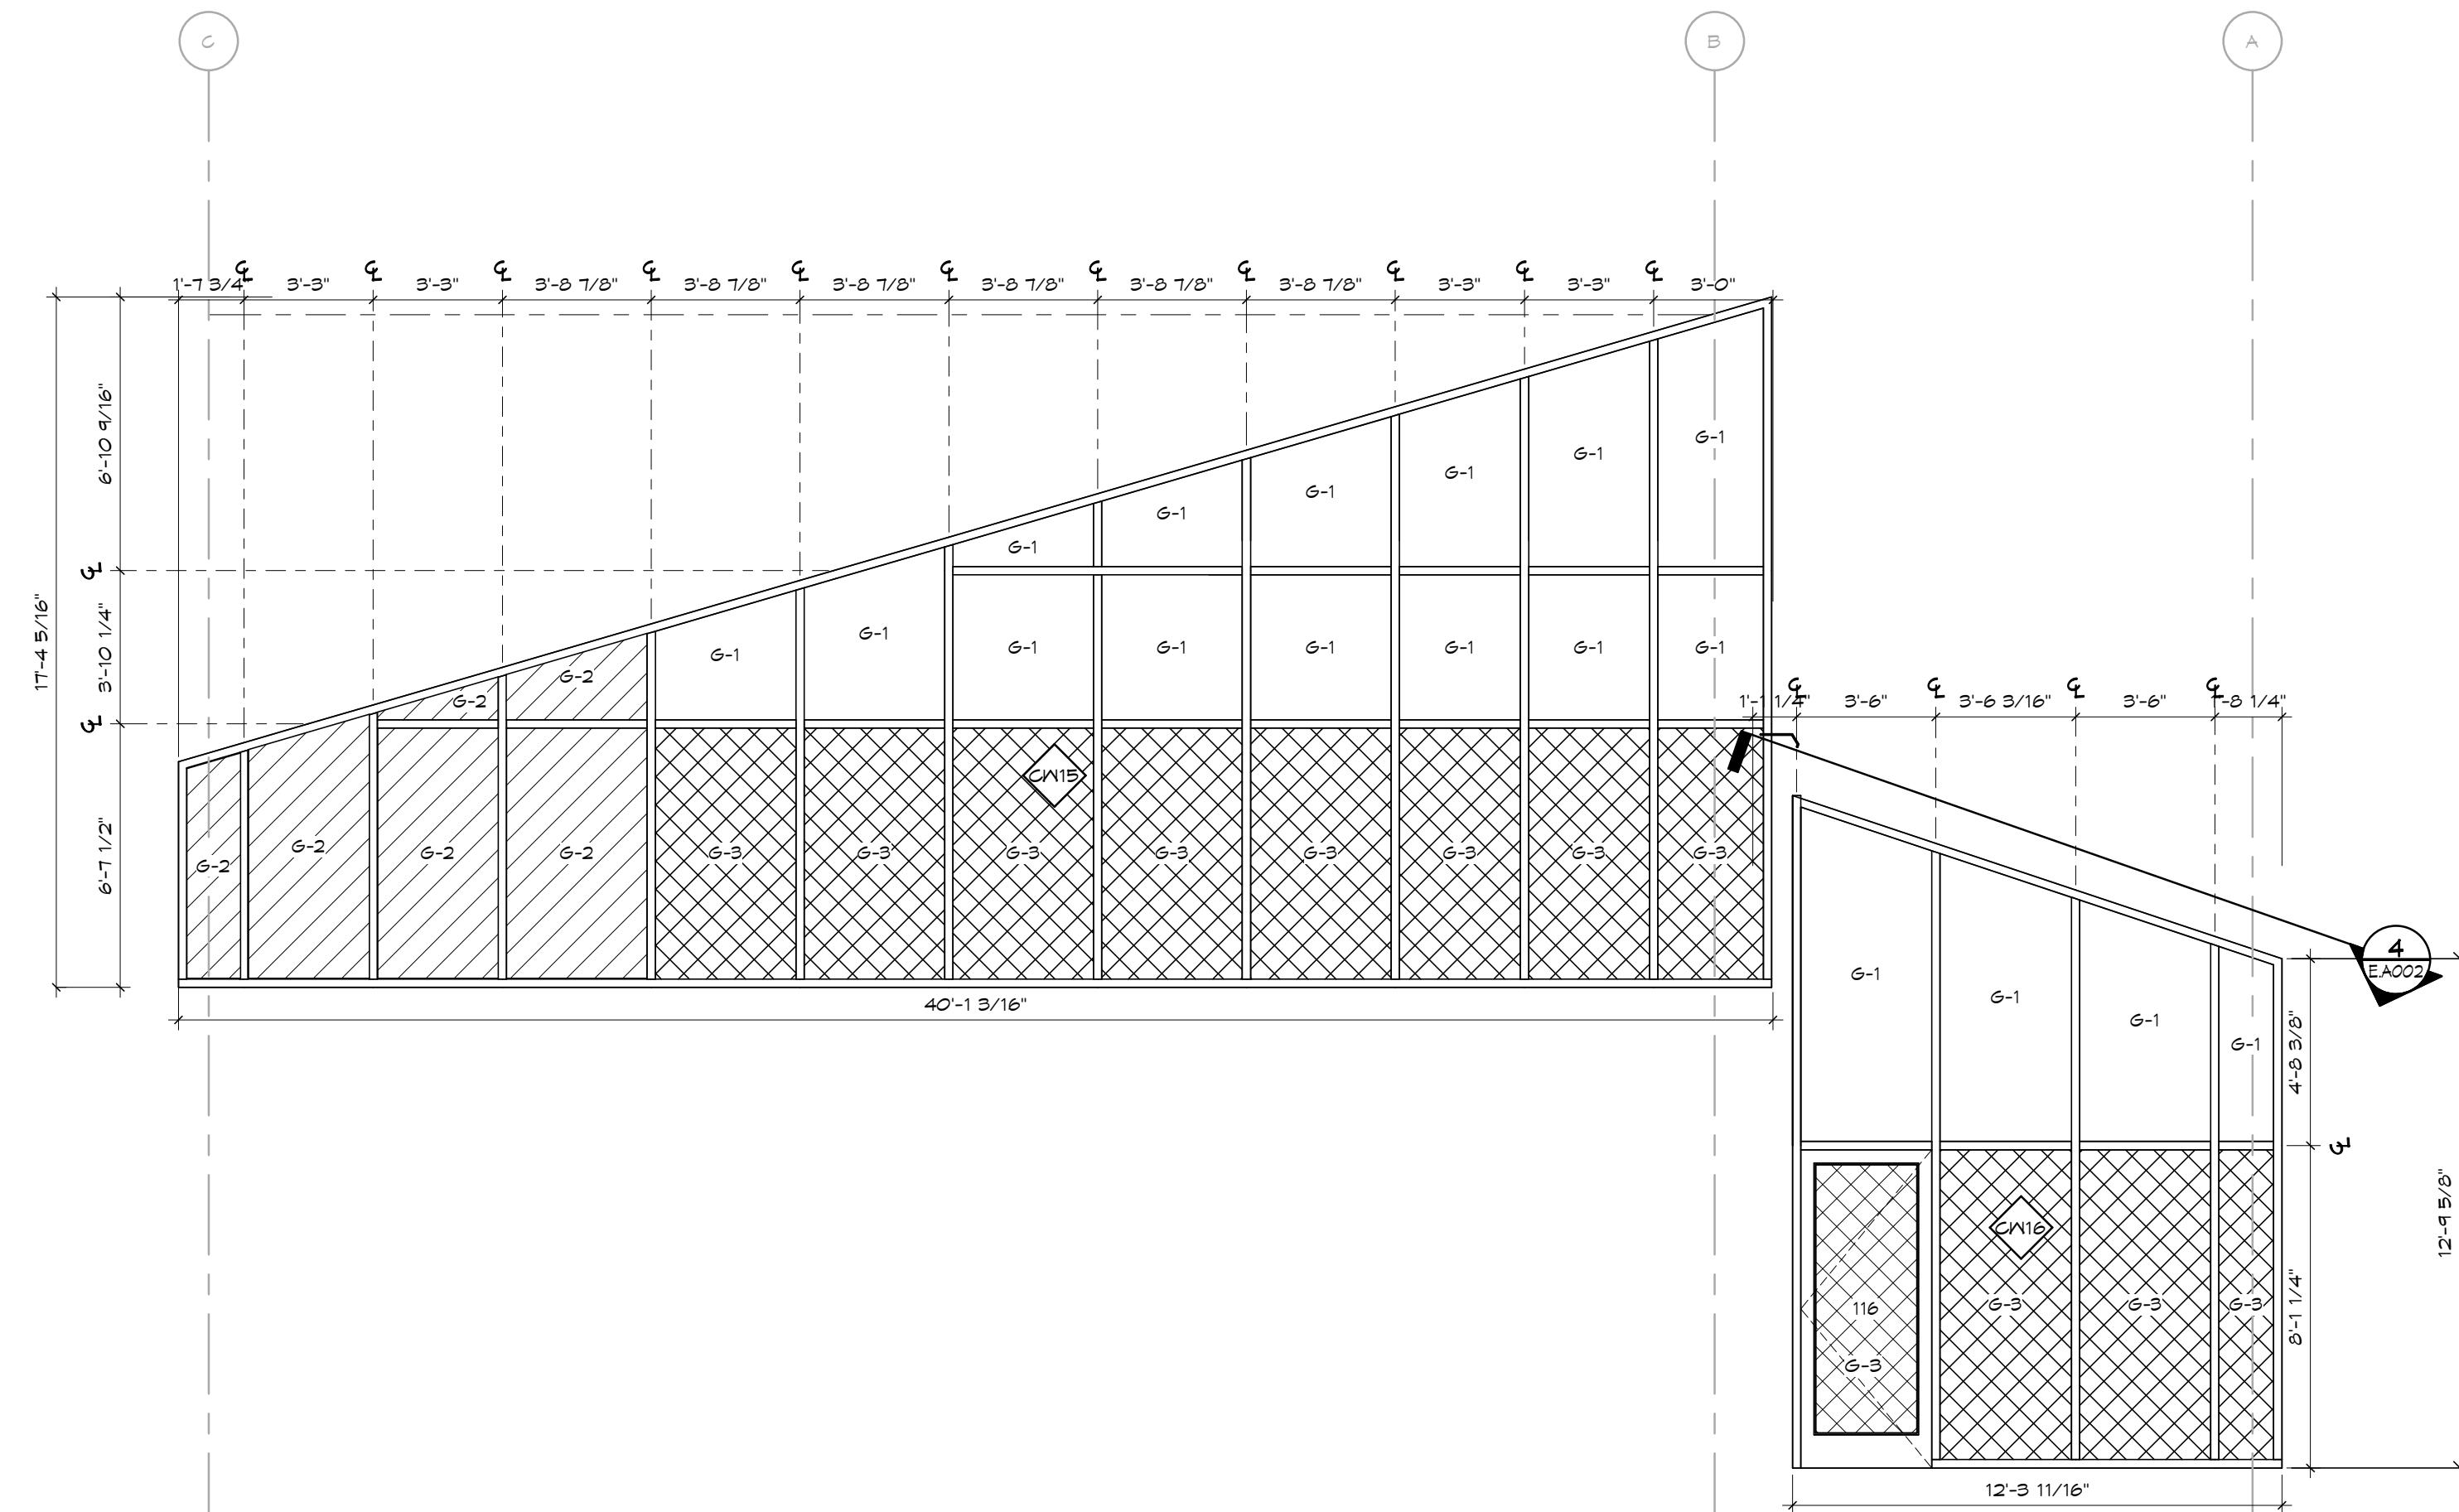 C
B
A
1'-7 3/4" 3'-3" 3'-3" 3'-8 7/8" 3'-8 7/8" 3'-8 7/8" 3'-8 7/8" 3'-8 7/8" 3'-8 7/8" 3'-3" 3'-3" 3'-0"
℄ ℄ ℄ ℄ ℄ ℄ ℄ ℄ ℄ ℄ ℄ ℄
17'-4 5/16"
6'-10 9/16"
℄
3'-10 1/4"
℄
6'-7 1/2"
G-1 G-1 G-1 G-1 G-1 G-1
G-1 G-1 G-1 G-1 G-1 G-1 G-1 G-1
G-2 G-2
CW15
G-2 G-2 G-2 G-2 G-3 G-3 G-3 G-3 G-3 G-3 G-3 G-3
40'-1 3/16"
℄ ℄ ℄ ℄
1'-1 1/4" 3'-6" 3'-6 3/16" 3'-6" 1'-8 1/4"
4
E.A002
G-1 G-1 G-1 G-1
4'-8 3/8"
℄
12'-9 5/8"
8'-1 1/4"
CW16
116
G-3 G-3 G-3 G-3
12'-3 11/16"